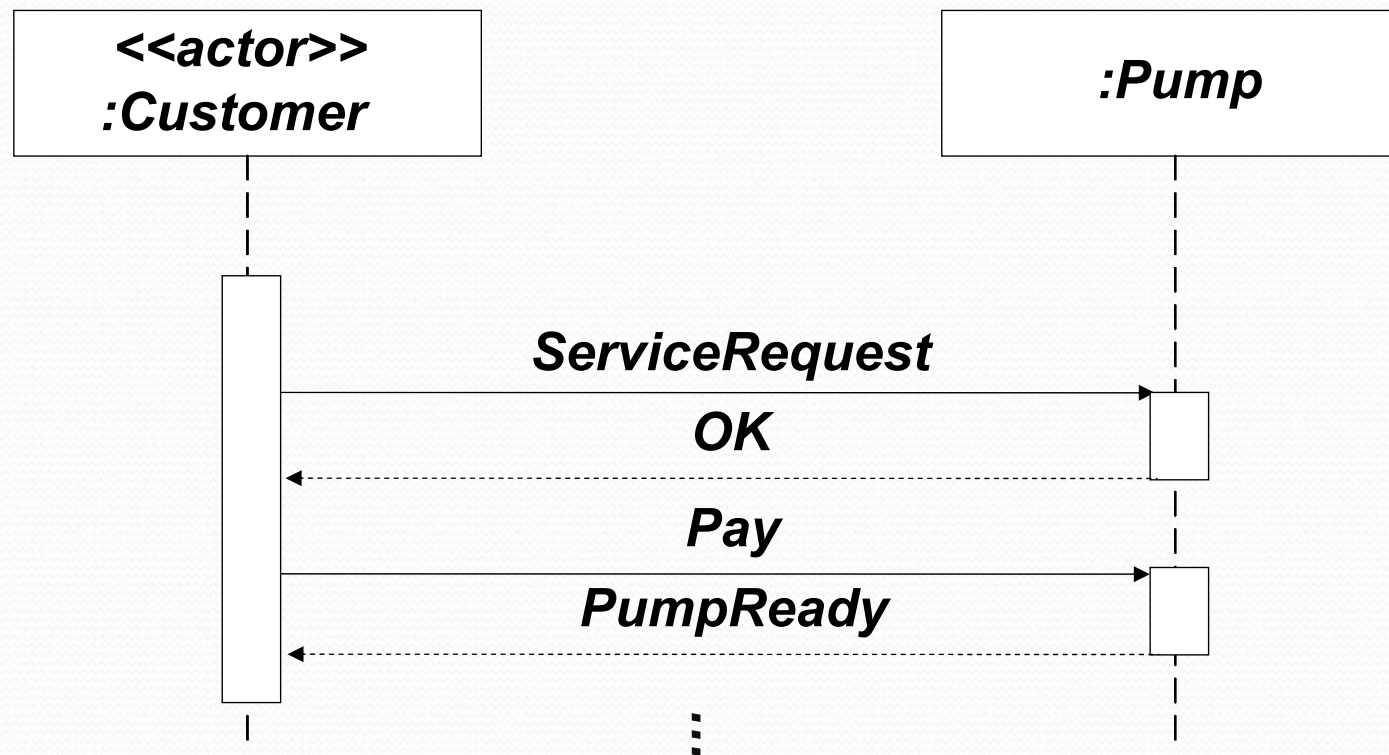 <<actor>>
:Customer
:Pump
ServiceRequest
OK
Pay
PumpReady